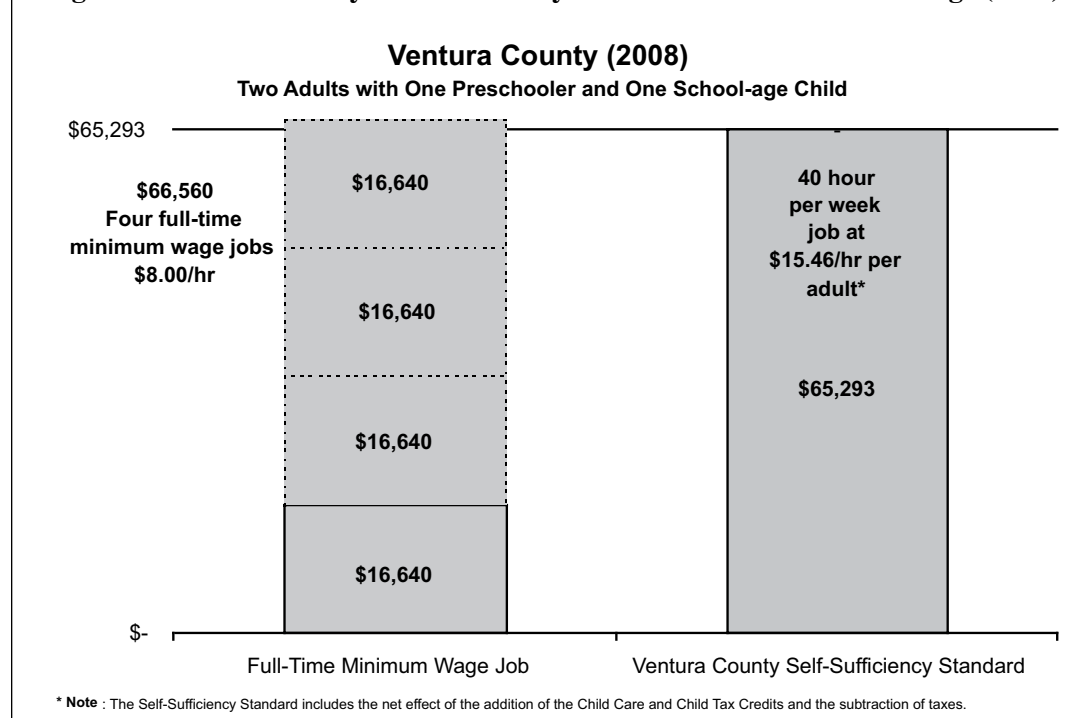 Ventura County (2008)
Two Adults with One Preschooler and One School-age Child
$65,293
$66,560
Four full-time
minimum wage jobs
$8.00/hr
$16,640
$16,640
$16,640
$16,640
-
40 hour
per week
job at
$15.46/hr per
adult*
$65,293
$-
Full-Time Minimum Wage Job
Ventura County Self-Sufficiency Standard
* Note : The Self-Sufficiency Standard includes the net effect of the addition of the Child Care and Child Tax Credits and the subtraction of taxes.